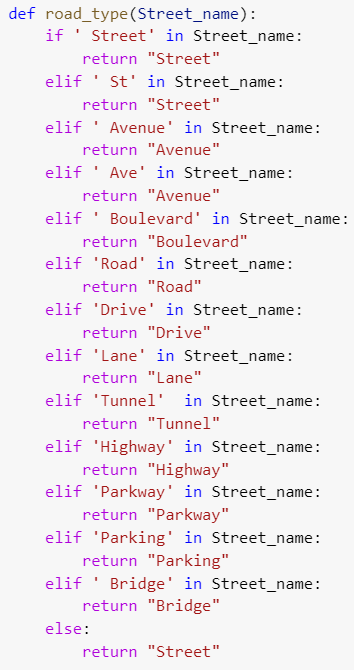 def road_type(Street_name):
    if ' Street' in Street_name:
        return "Street"
    elif ' St' in Street_name:
        return "Street"
    elif ' Avenue' in Street_name:
        return "Avenue"
    elif ' Ave' in Street_name:
        return "Avenue"
    elif ' Boulevard' in Street_name:
        return "Boulevard"
    elif 'Road' in Street_name:
        return "Road"
    elif 'Drive' in Street_name:
        return "Drive"
    elif 'Lane' in Street_name:
        return "Lane"
    elif 'Tunnel'  in Street_name:
        return "Tunnel"
    elif 'Highway' in Street_name:
        return "Highway"
    elif 'Parkway' in Street_name:
        return "Parkway"
    elif 'Parking' in Street_name:
        return "Parking"
    elif ' Bridge' in Street_name:
        return "Bridge"
    else:
        return "Street"